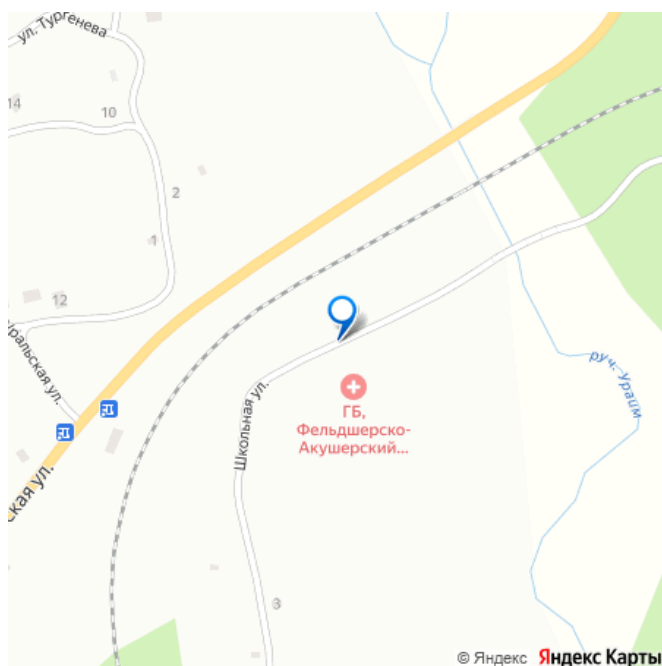 ул. Тургенева
14
10
2
1
12
Уральская ул.
ская ул.
Школьная ул.
ГБ,
Фельдшерско-
Акушерский...
руч. Ураим
3
© Яндекс Яндекс Карты